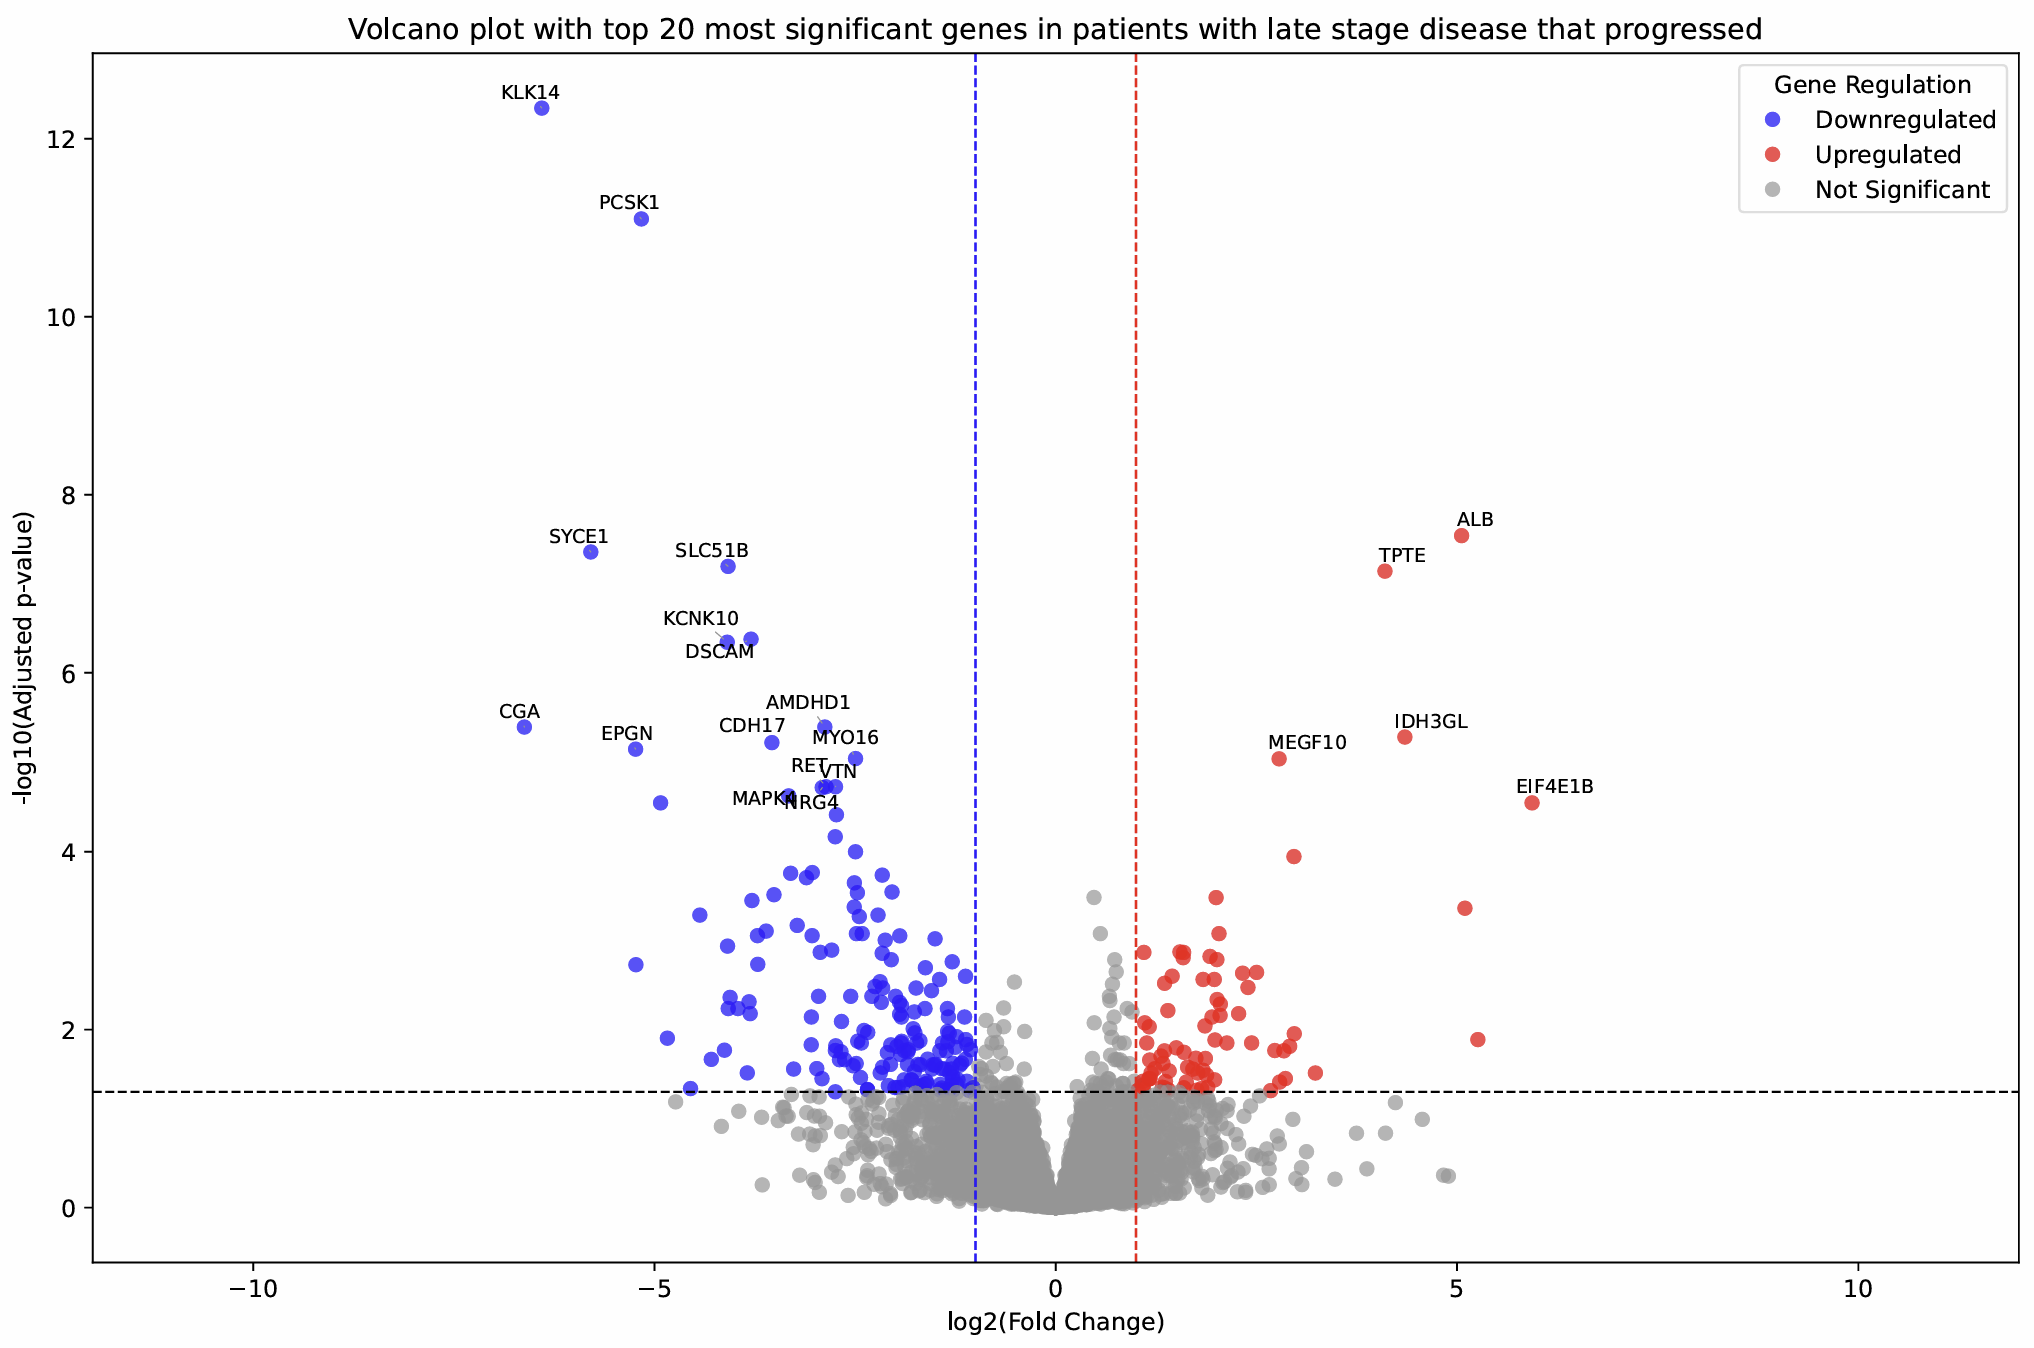 Volcano plot with top 20 most significant genes in patients with late stage disease that progressed
Gene Regulation
Downregulated
Upregulated
Not Significant
KLK14
PCSK1
SYCE1
SLC51B
ALB
TPTE
KCNK10
DSCAM
CGA
EPGN
AMDHD1
CDH17
MYO16
RET
VTN
MAPK4
NRG4
IDH3GL
MEGF10
EIF4E1B
12
10
8
6
4
2
0
-log10(Adjusted p-value)
−10
−5
0
5
10
log2(Fold Change)